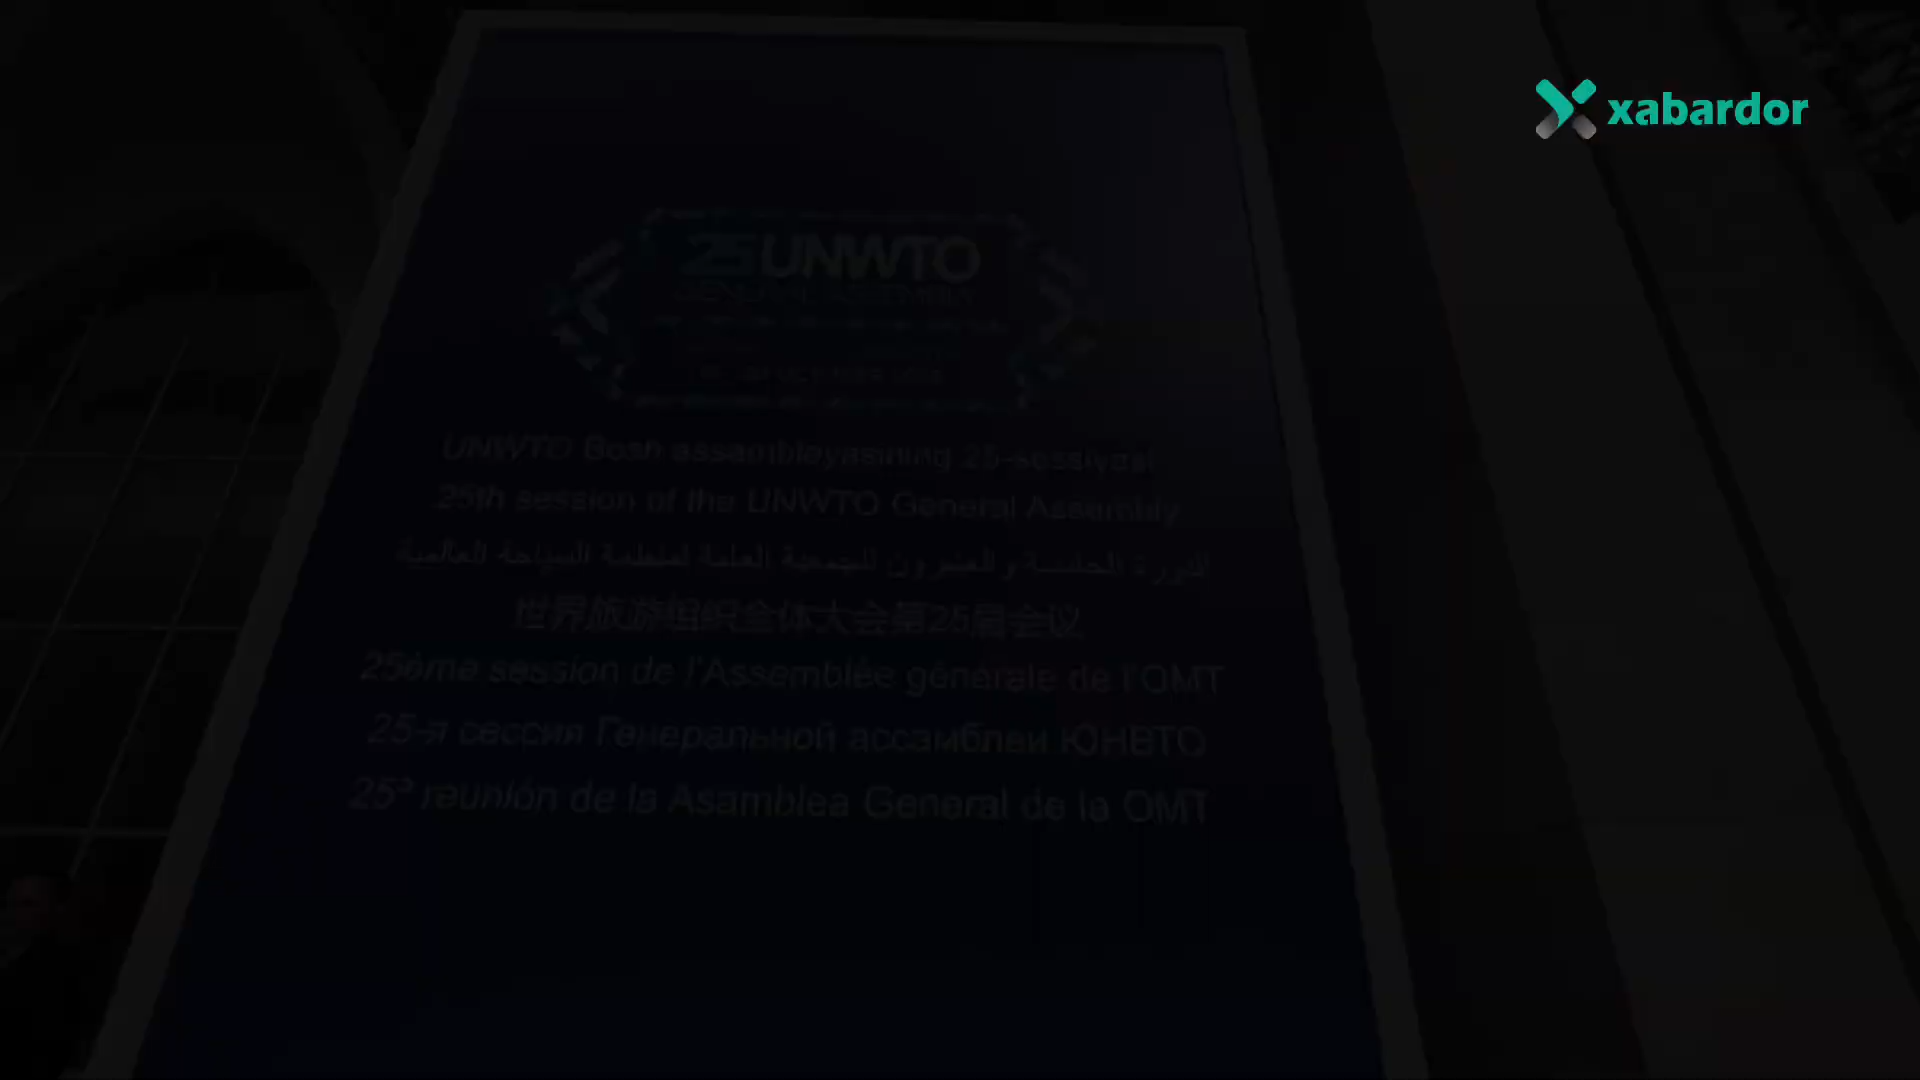 xabardor
25 UNWTO
GENERAL ASSEMBLY
UNWTO Bosh assambleyasining 25-sessiyasi
25th session of the UNWTO General Assembly
الدورة الخامسة والعشرون للجمعية العامة لمنظمة السياحة العالمية
世界旅游组织全体大会第25届会议
25ème session de l'Assemblée générale de l'OMT
25-я сессия Генеральной ассамблеи ЮНВТО
25ª reunión de la Asamblea General de la OMT